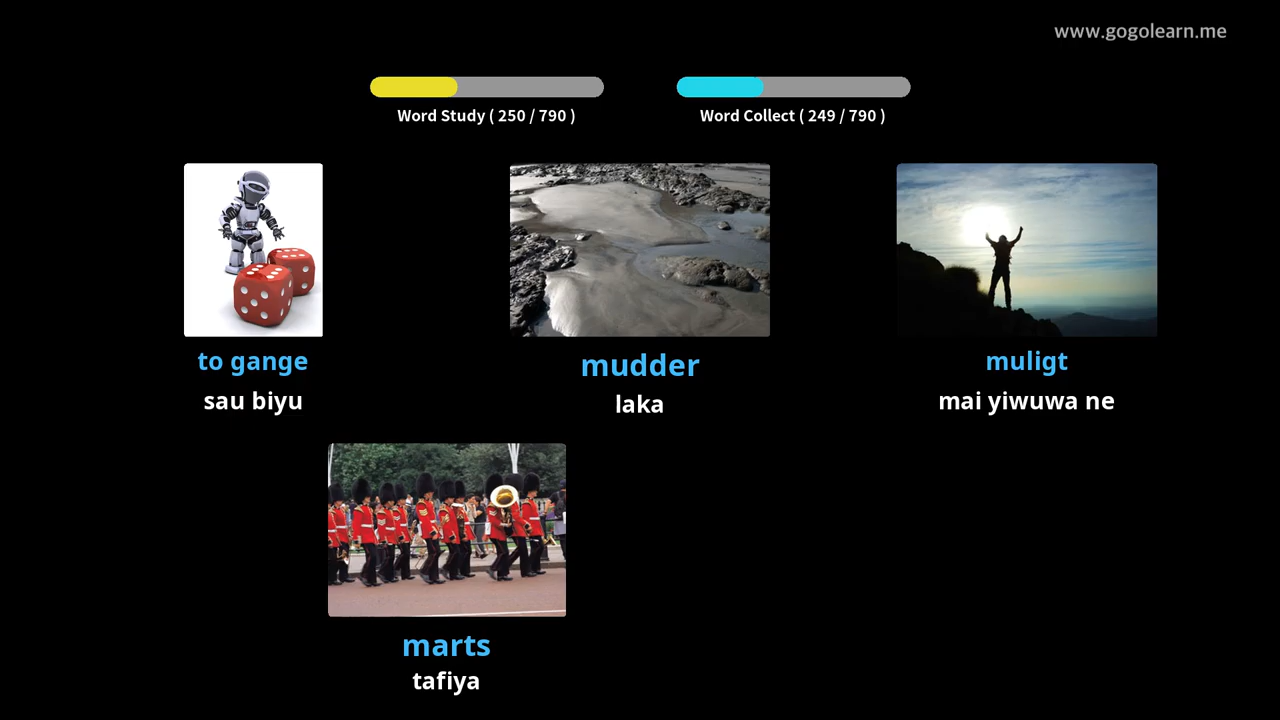 www.gogolearn.me
Word Study ( 250 / 790 )
Word Collect ( 249 / 790 )
to gange
sau biyu
mudder
laka
muligt
mai yiwuwa ne
marts
tafiya